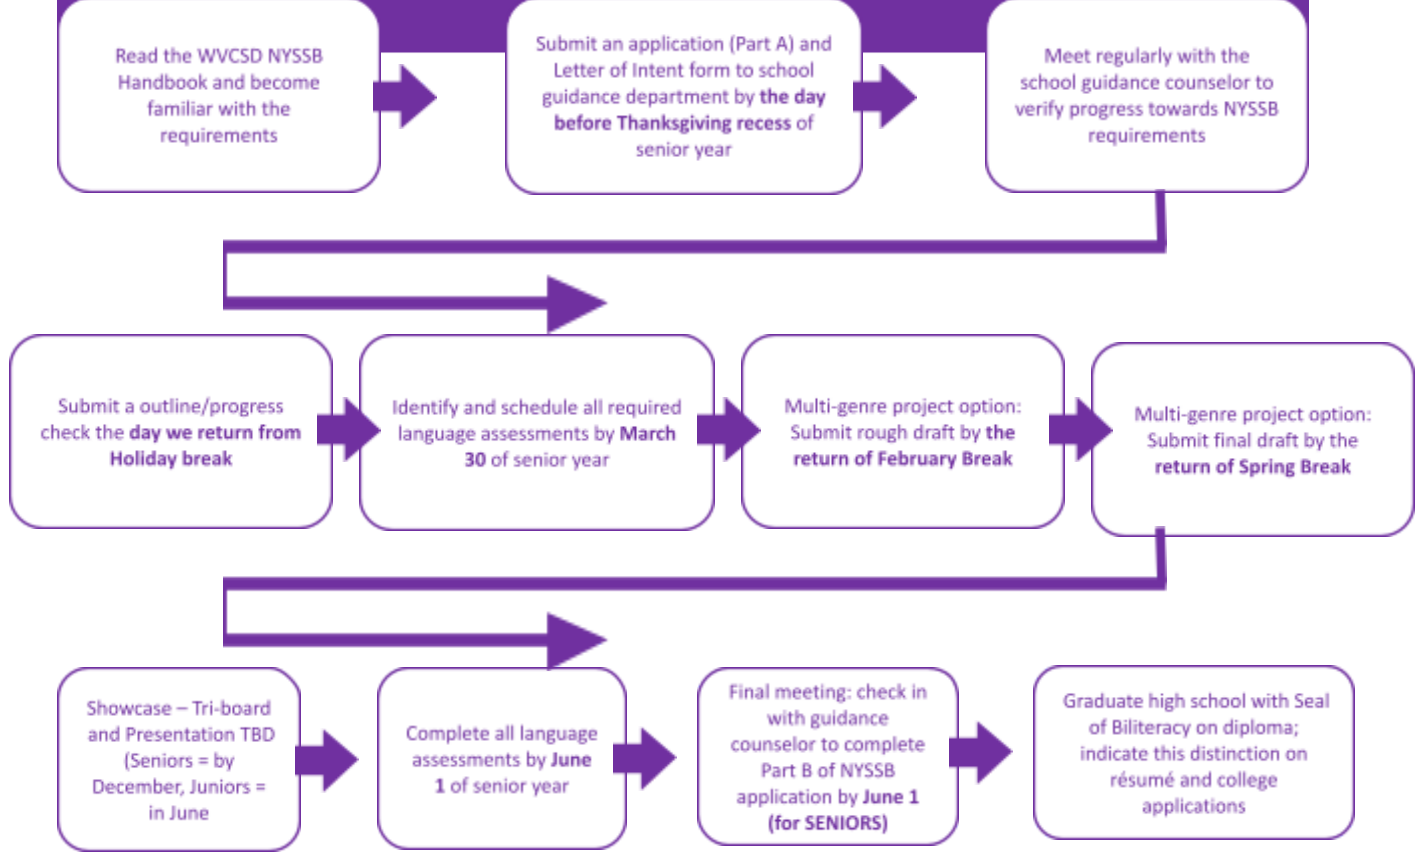 Read the WVCSD NYSSB
Handbook and become
familiar with the
requirements
Submit an application (Part A) and
Letter of Intent form to school
guidance department by the day
before Thanksgiving recess of
senior year
Meet regularly with the
school guidance counselor to
verify progress towards NYSSB
requirements
Submit a outline/progress
check the day we return from
Holiday break
Identify and schedule all required
language assessments by March
30 of senior year
Multi-genre project option:
Submit rough draft by the
return of February Break
Multi-genre project option:
Submit final draft by the
return of Spring Break
Showcase – Tri-board
and Presentation TBD
(Seniors = by
December, Juniors =
in June
Complete all language
assessments by June
1 of senior year
Final meeting: check in
with guidance
counselor to complete
Part B of NYSSB
application by June 1
(for SENIORS)
Graduate high school with Seal
of Biliteracy on diploma;
indicate this distinction on
résumé and college
applications